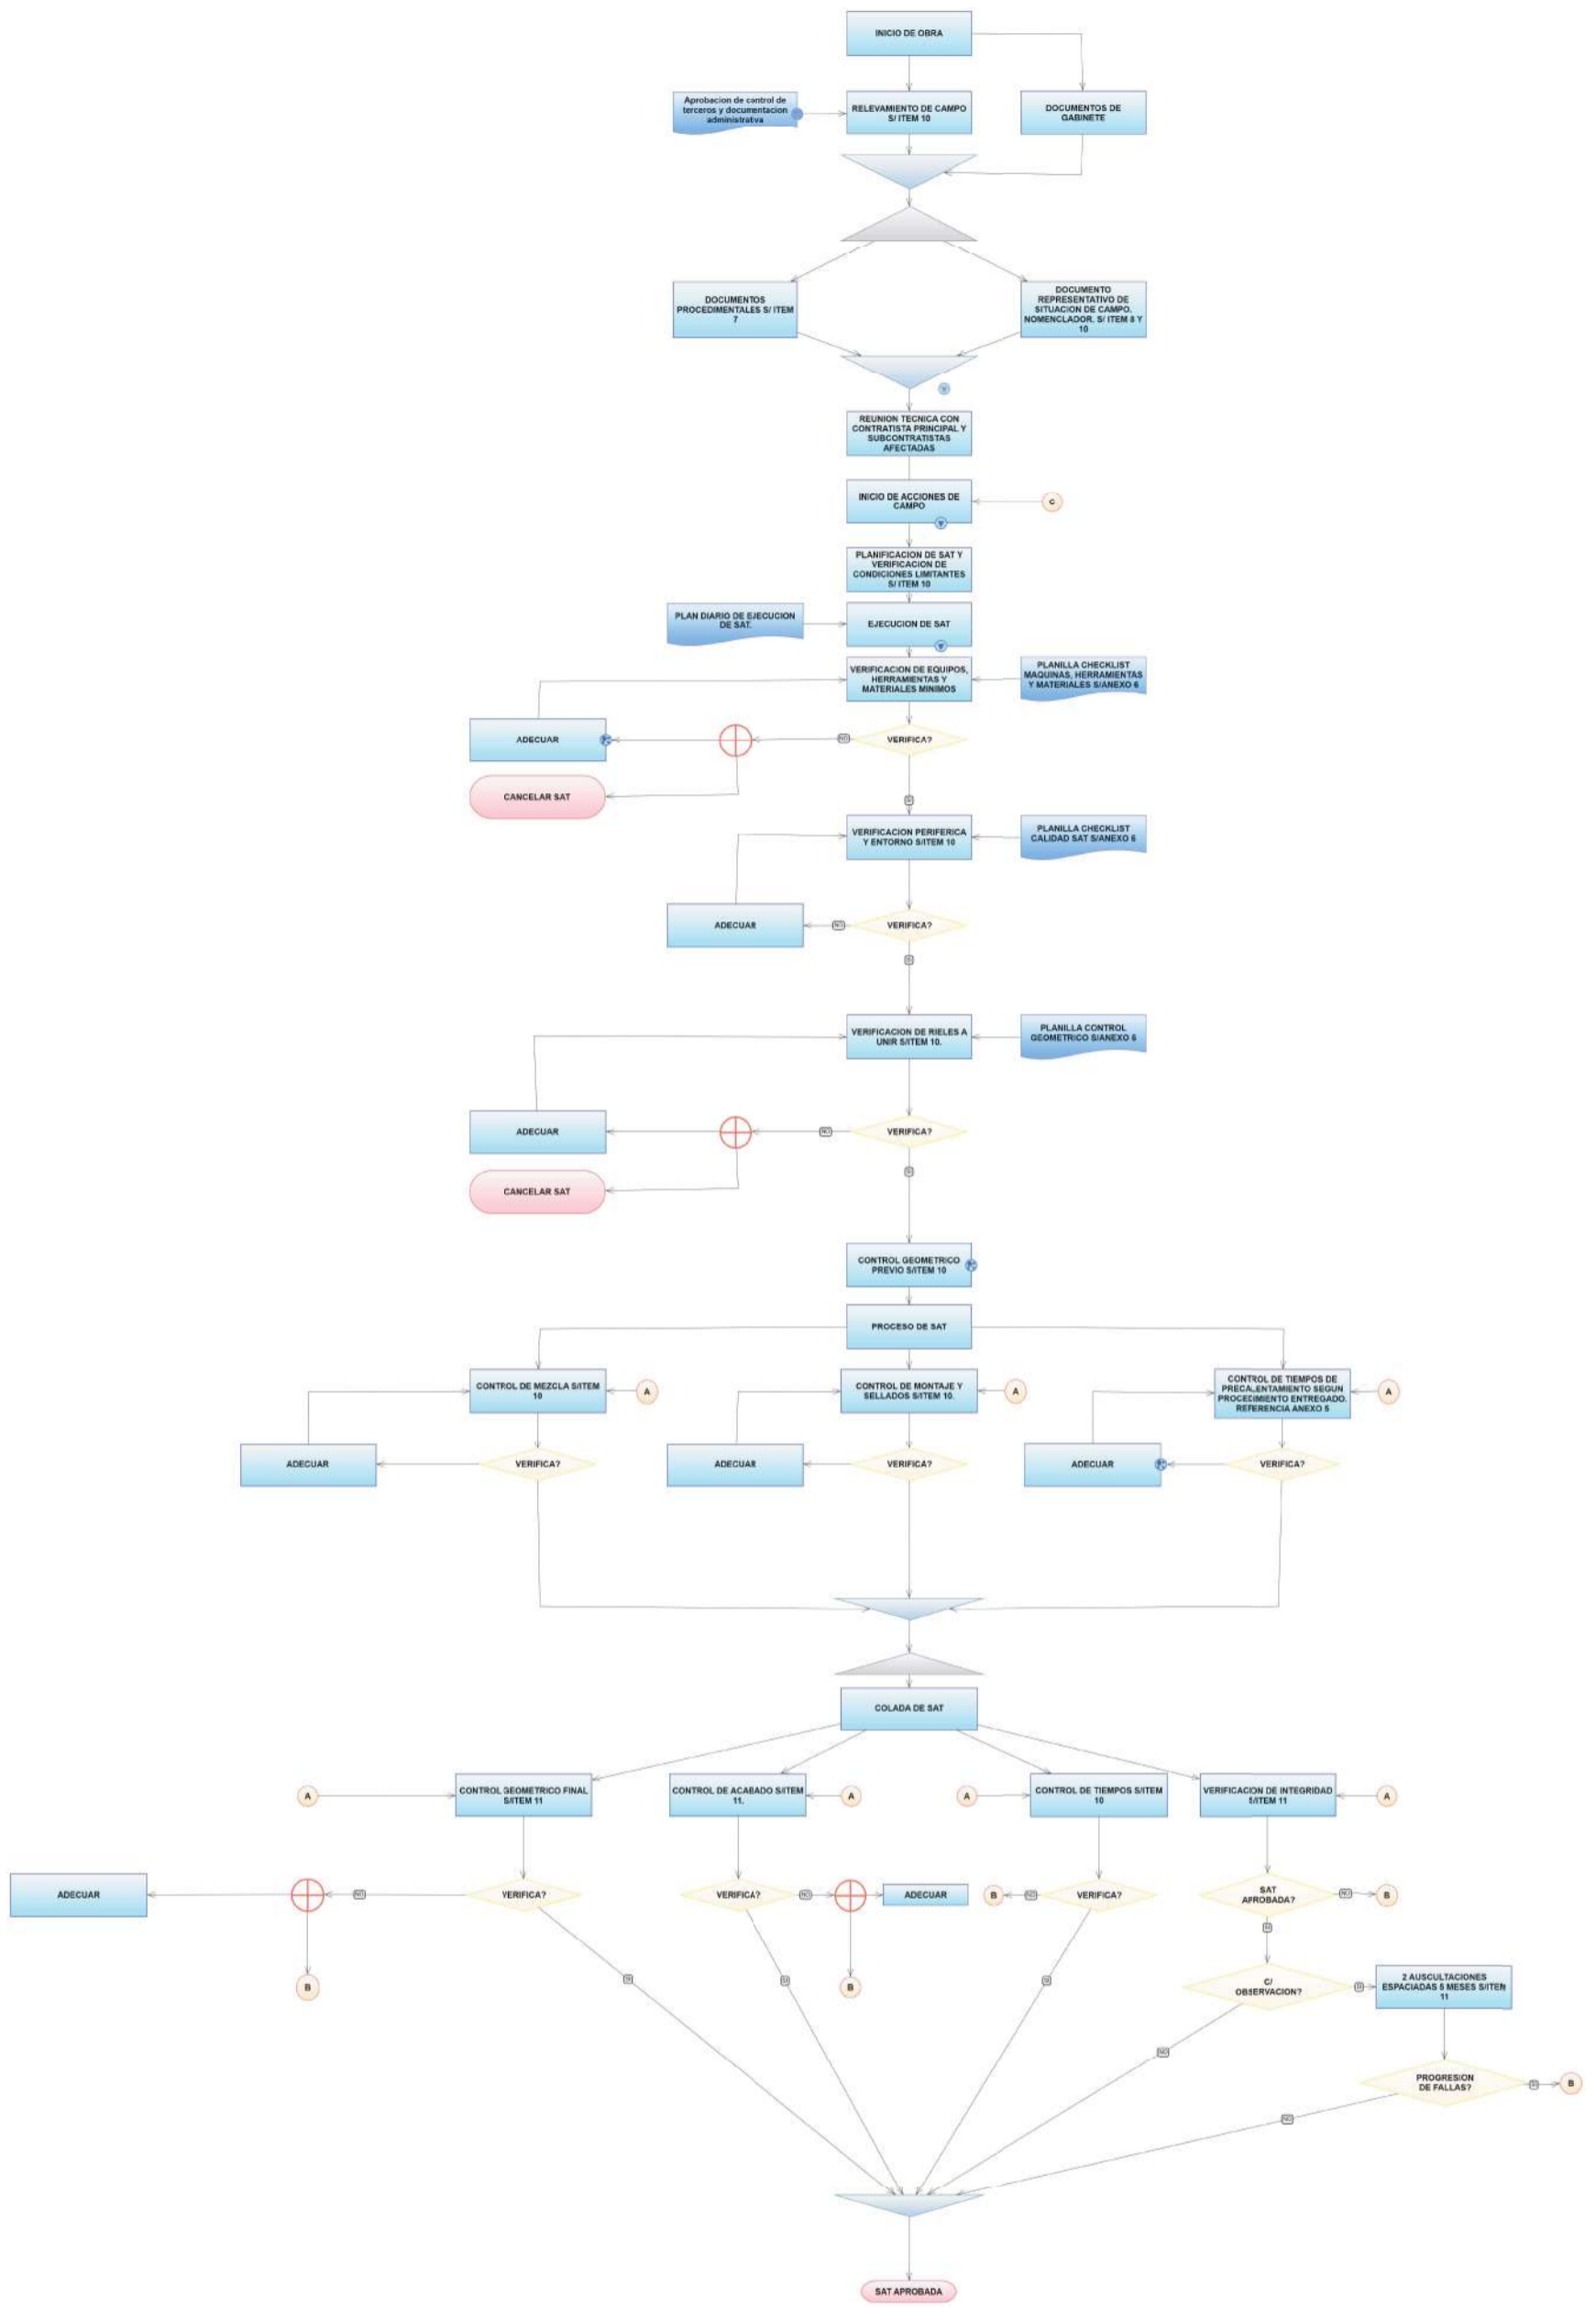 INICIO DE OBRA
Aprobacion de control de
terceros y documentacion
administrativa
RELEVAMIENTO DE CAMPO
S/ ITEM 10
DOCUMENTOS DE
GABINETE
DOCUMENTOS
PROCEDIMENTALES S/ ITEM
7
DOCUMENTO
REPRESENTATIVO DE
SITUACION DE CAMPO.
NOMENCLADOR. S/ ITEM 8 Y
10
REUNION TECNICA CON
CONTRATISTA PRINCIPAL Y
SUBCONTRATISTAS
AFECTADAS
INICIO DE ACCIONES DE
CAMPO
PLANIFICACION DE SAT Y
VERIFICACION DE
CONDICIONES LIMITANTES
S/ ITEM 10
PLAN DIARIO DE EJECUCION
DE SAT.
EJECUCION DE SAT
VERIFICACION DE EQUIPOS,
HERRAMIENTAS Y
MATERIALES MINIMOS
PLANILLA CHECKLIST
MAQUINAS, HERRAMIENTAS
Y MATERIALES S/ANEXO 6
ADECUAR
NO
VERIFICA?
CANCELAR SAT
SI
VERIFICACION PERIFERICA
Y ENTORNO S/ITEM 10
PLANILLA CHECKLIST
CALIDAD SAT S/ANEXO 6
ADECUAR
NO
VERIFICA?
SI
VERIFICACION DE RIELES A
UNIR S/ITEM 10.
PLANILLA CONTROL
GEOMETRICO S/ANEXO 6
ADECUAR
NO
VERIFICA?
SI
CANCELAR SAT
CONTROL GEOMETRICO
PREVIO S/ITEM 10
PROCESO DE SAT
CONTROL DE MEZCLA S/ITEM
10
A
CONTROL DE MONTAJE Y
SELLADOS S/ITEM 10.
A
CONTROL DE TIEMPOS DE
PRECALENTAMIENTO SEGUN
PROCEDIMIENTO ENTREGADO.
REFERENCIA ANEXO 5
A
ADECUAR
VERIFICA?
ADECUAR
VERIFICA?
ADECUAR
VERIFICA?
COLADA DE SAT
A
CONTROL GEOMETRICO FINAL
S/ITEM 11
CONTROL DE ACABADO S/ITEM
11.
A
A
CONTROL DE TIEMPOS S/ITEM
10
VERIFICACION DE INTEGRIDAD
S/ITEM 11
A
ADECUAR
NO
VERIFICA?
VERIFICA?
NO
ADECUAR
B
NO
VERIFICA?
SAT
APROBADA?
NO
B
SI
B
SI
SI
B
SI
C/
OBSERVACION?
SI
2 AUSCULTACIONES
ESPACIADAS 5 MESES S/ITEM
11
NO
PROGRESION
DE FALLAS?
SI
B
NO
SAT APROBADA